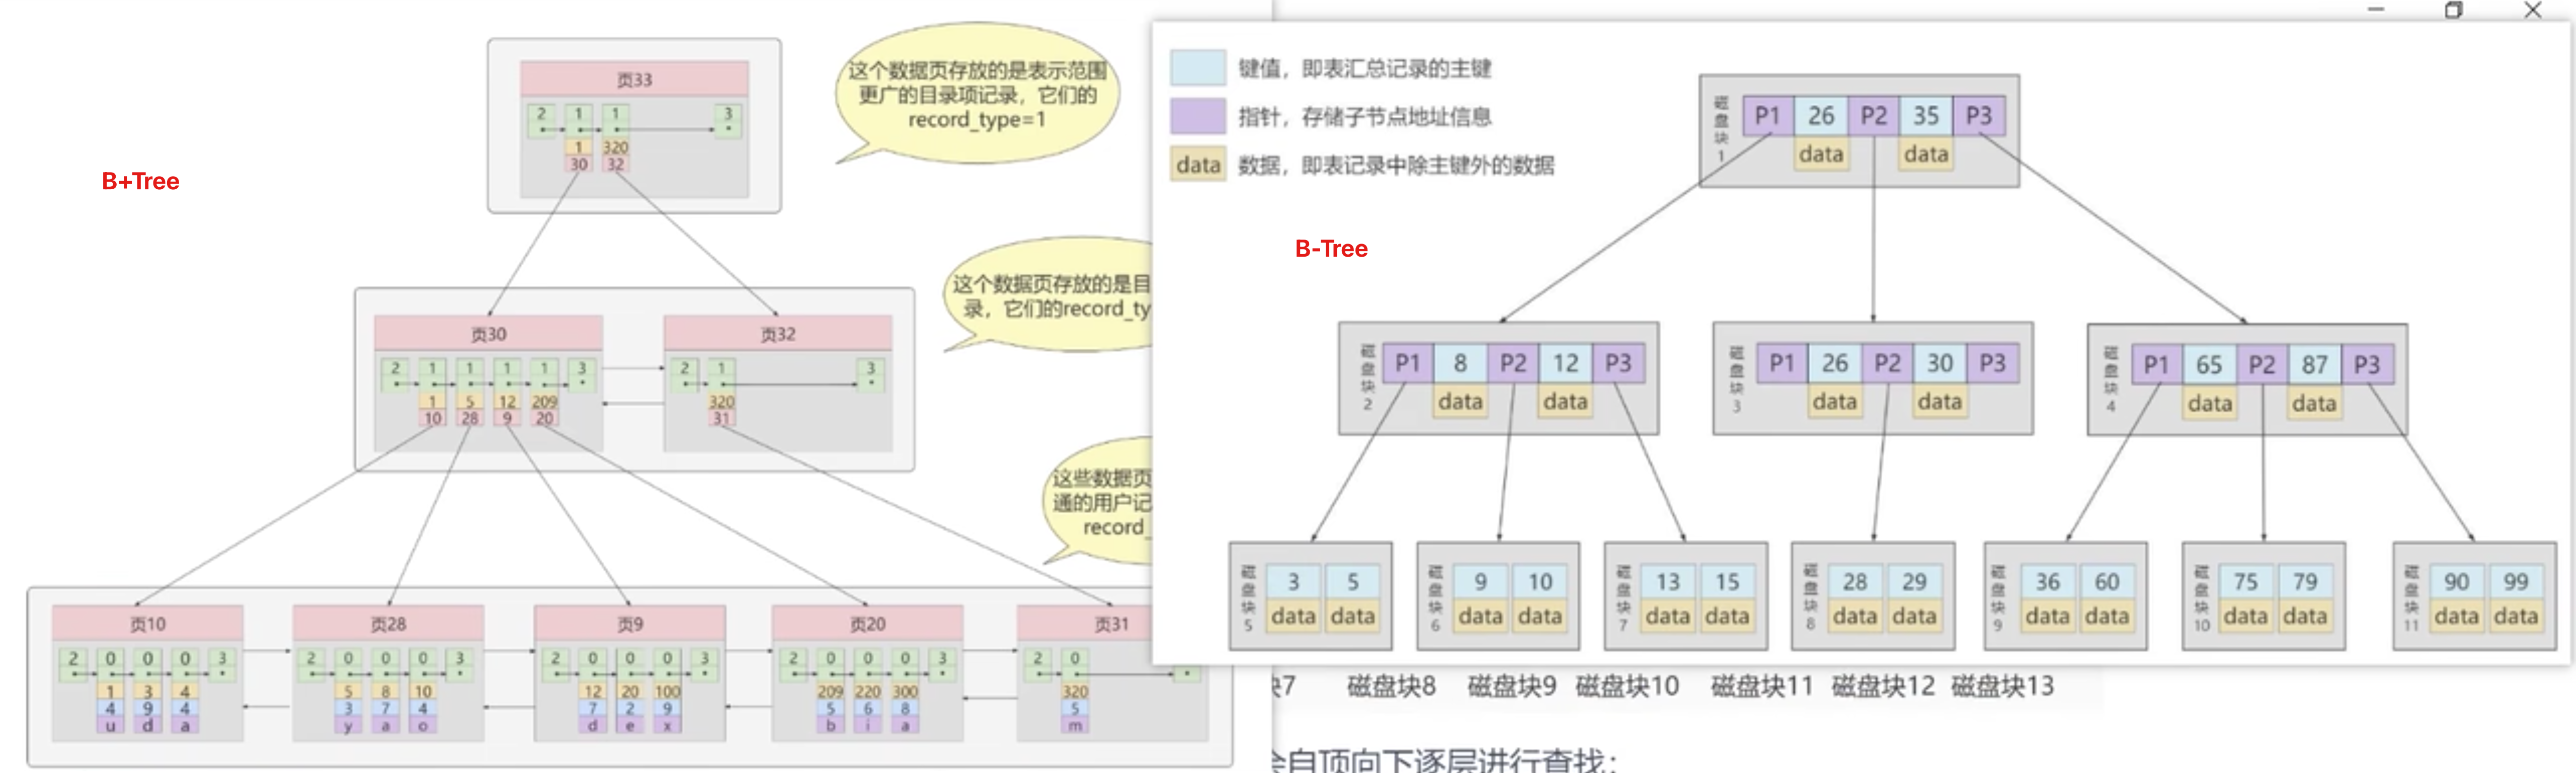 B+Tree
页33
2 1 1 3
1 320
30 32
这个数据页存放的是表示范围
更广的目录项记录，它们的
record_type=1
页30
2 1 1 1 1 3
1 5 12 209
10 28 9 20
页32
2 1 3
320
31
这个数据页存放的是目
录，它们的record_ty
这些数据页
通的用户记
record_
页10
2 0 0 0 3
1 3 4
4 9 4
u d a
页28
2 0 0 0 3
5 8 10
3 7 4
y a o
页9
2 0 0 0 3
12 20 100
7 2 9
d e x
页20
2 0 0 0 3
209 220 300
5 6 8
b i a
页31
2 0
320
5
m
键值，即表汇总记录的主键
指针，存储子节点地址信息
data 数据，即表记录中除主键外的数据
B-Tree
磁盘块1
P1 26 P2 35 P3
data data
磁盘块2
P1 8 P2 12 P3
data data
磁盘块3
P1 26 P2 30 P3
data data
磁盘块4
P1 65 P2 87 P3
data data
磁盘块5
3 5
data data
磁盘块6
9 10
data data
磁盘块7
13 15
data data
磁盘块8
28 29
data data
磁盘块9
36 60
data data
磁盘块10
75 79
data data
磁盘块11
90 99
data data
块7 磁盘块8 磁盘块9 磁盘块10 磁盘块11 磁盘块12 磁盘块13
会自顶向下逐层进行查找：